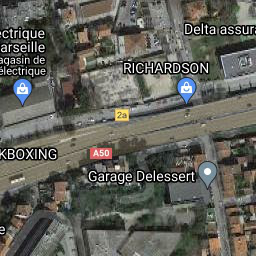 ectrique
arseille
agasin de
électrique
Delta assura
RICHARDSON
2a
A50
KBOXING
Garage Delessert
e